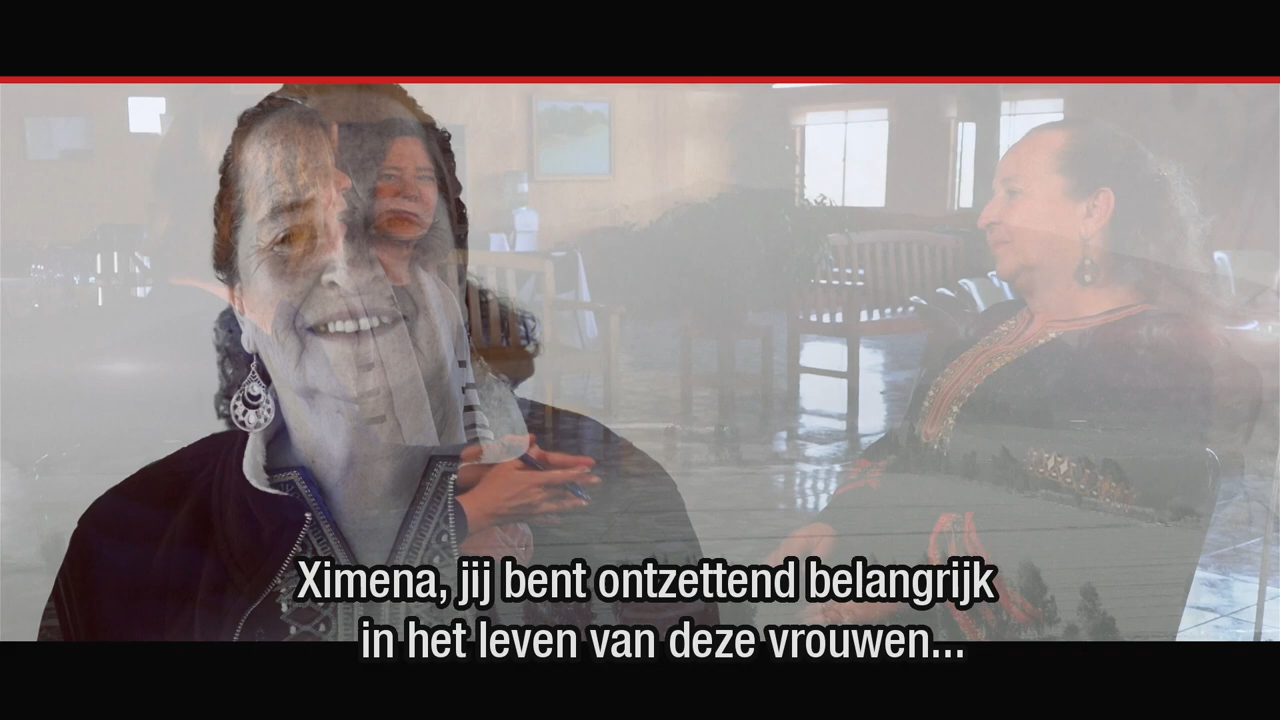 Ximena, jij bent ontzettend belangrijk
in het leven van deze vrouwen...